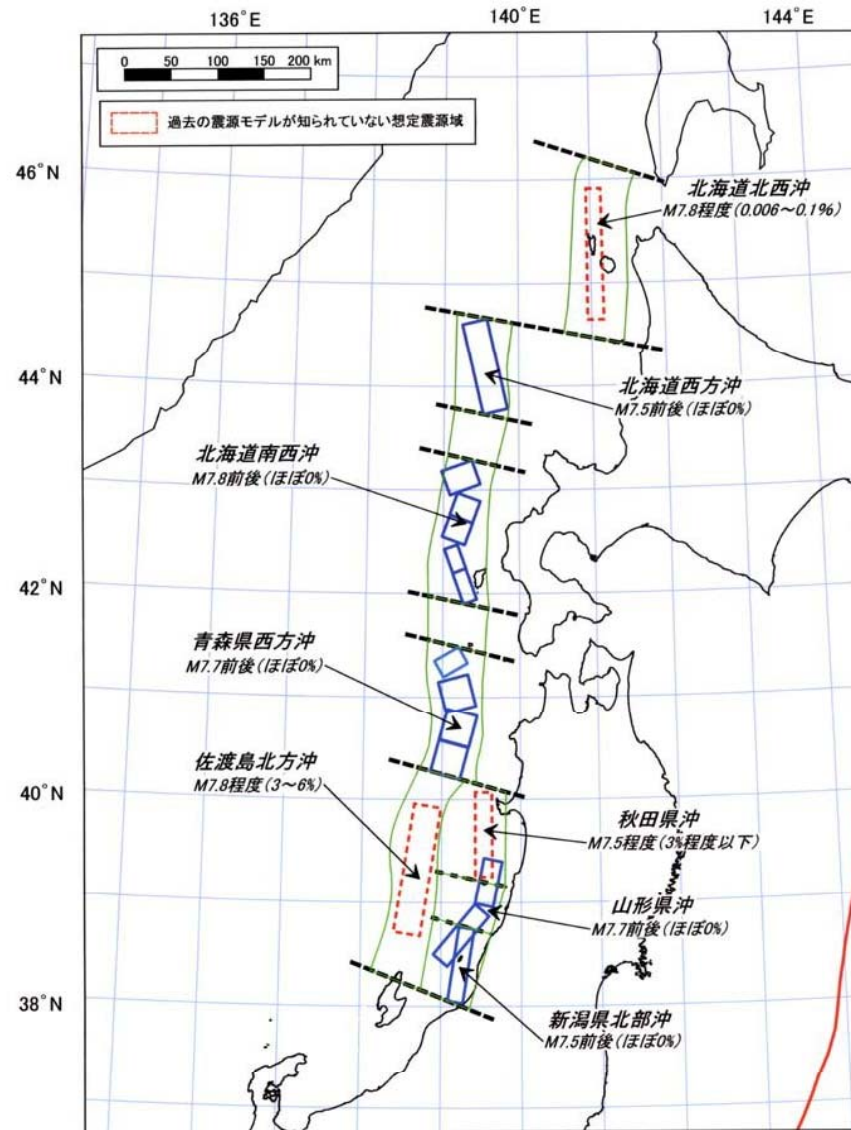 136°E 140°E 144°E
0 50 100 150 200 km
過去の震源モデルが知られていない想定震源域
46°N
北海道北西沖
M7.8程度(0.006～0.1%)
44°N
北海道西方沖
M7.5前後(ほぼ0%)
北海道南西沖
M7.8前後(ほぼ0%)
42°N
青森県西方沖
M7.7前後(ほぼ0%)
佐渡島北方沖
M7.8程度(3～6%)
40°N
秋田県沖
M7.5程度(3%程度以下)
山形県沖
M7.7前後(ほぼ0%)
38°N
新潟県北部沖
M7.5前後(ほぼ0%)